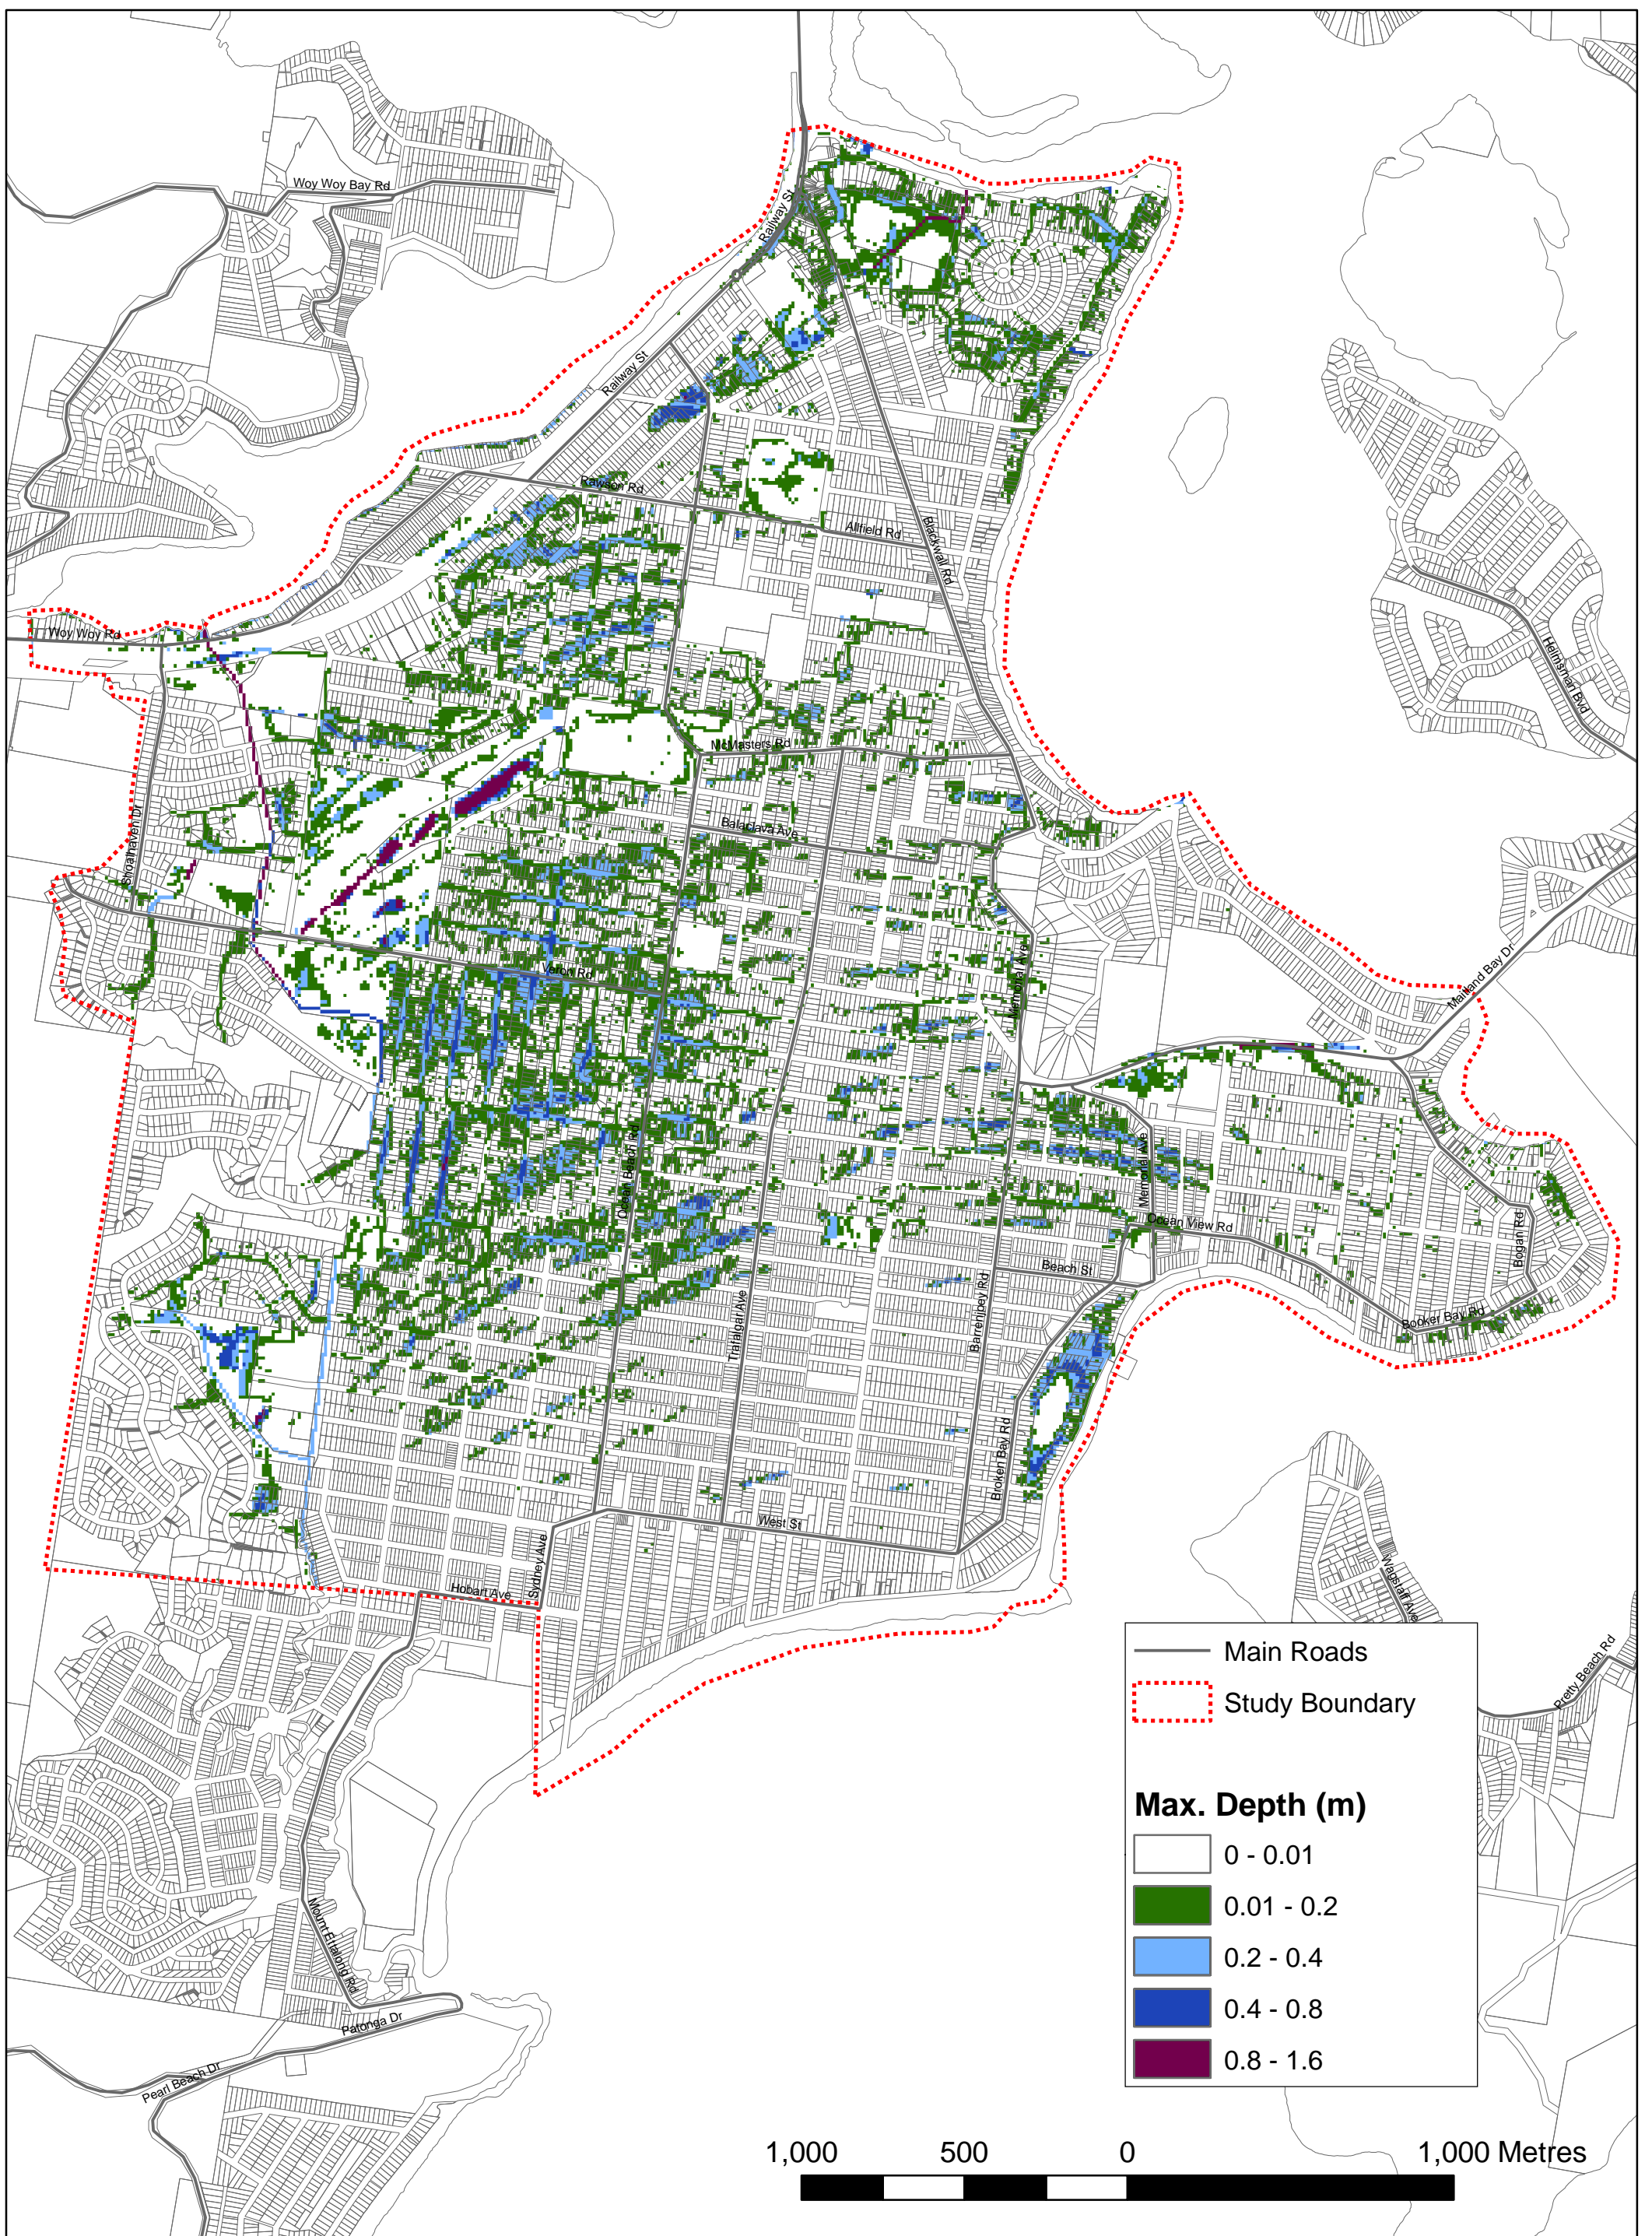 Woy Woy Bay Rd
Railway St
Railway St
Rawson Rd
Allfield Rd
Blackwall Rd
Woy Woy Rd
Helmsman Blvd
McMasters Rd
Balaclava Ave
Shoalhaven Dr
Veron Rd
Memorial Ave
Maitland Bay Dr
Ocean Beach Rd
Memorial Ave
Ocean View Rd
Bogan Rd
Beach St
Barrenjoey Rd
Trafalgar Ave
Booker Bay Rd
Broken Bay Rd
West St
Sydney Ave
Hobart Ave
Wagstaff Ave
Pretty Beach Rd
Main Roads
Study Boundary
Max. Depth (m)
0 - 0.01
0.01 - 0.2
0.2 - 0.4
0.4 - 0.8
0.8 - 1.6
Mount Ettalong Rd
Patonga Dr
Pearl Beach Dr
1,000 500 0 1,000 Metres